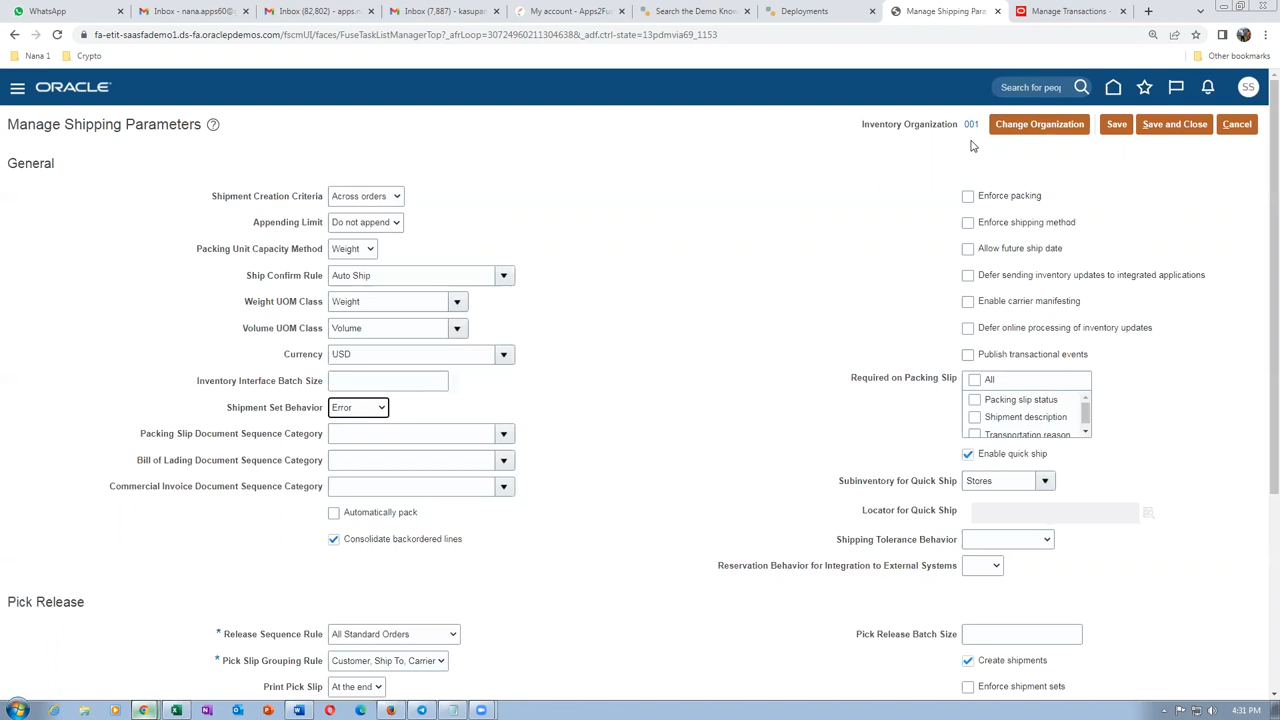 WhatsApp
Inbox - nana.apps60@
Inbox (82,802) - apps.n
Inbox (7,887) - kasupan
My account - Apps2Fu
Search the Demo Know
Deployments
Manage Shipping Para
Manage Transactions -
fa-etit-saasfademo1.ds-fa.oraclepdemos.com/fscmUI/faces/FuseTaskListManagerTop?_afrLoop=30724960211304638&_adf.ctrl-state=13pdmvia69_1153
Nana 1
Crypto
Other bookmarks
ORACLE
Search for peop
SS
Manage Shipping Parameters
Inventory Organization 001
Change Organization
Save
Save and Close
Cancel
General
Shipment Creation Criteria Across orders
Enforce packing
Appending Limit Do not append
Enforce shipping method
Packing Unit Capacity Method Weight
Allow future ship date
Ship Confirm Rule Auto Ship
Defer sending inventory updates to integrated applications
Weight UOM Class Weight
Enable carrier manifesting
Volume UOM Class Volume
Defer online processing of inventory updates
Currency USD
Publish transactional events
Inventory Interface Batch Size
Required on Packing Slip All
Packing slip status
Shipment description
Transportation reason
Shipment Set Behavior Error
Packing Slip Document Sequence Category
Enable quick ship
Bill of Lading Document Sequence Category
Subinventory for Quick Ship Stores
Commercial Invoice Document Sequence Category
Locator for Quick Ship
Automatically pack
Shipping Tolerance Behavior
Consolidate backordered lines
Reservation Behavior for Integration to External Systems
Pick Release
* Release Sequence Rule All Standard Orders
Pick Release Batch Size
* Pick Slip Grouping Rule Customer, Ship To, Carrier
Create shipments
Print Pick Slip At the end
Enforce shipment sets
4:31 PM